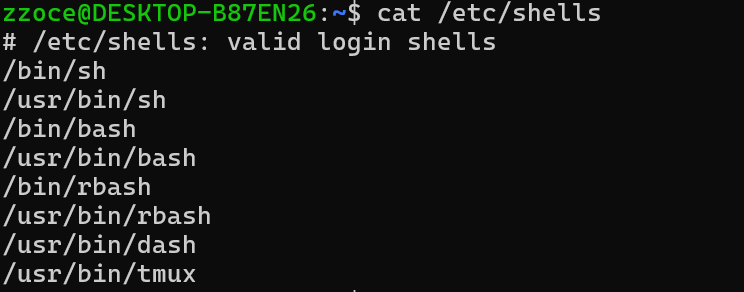 zzoce@DESKTOP-B87EN26:~$ cat /etc/shells
# /etc/shells: valid login shells
/bin/sh
/usr/bin/sh
/bin/bash
/usr/bin/bash
/bin/rbash
/usr/bin/rbash
/usr/bin/dash
/usr/bin/tmux